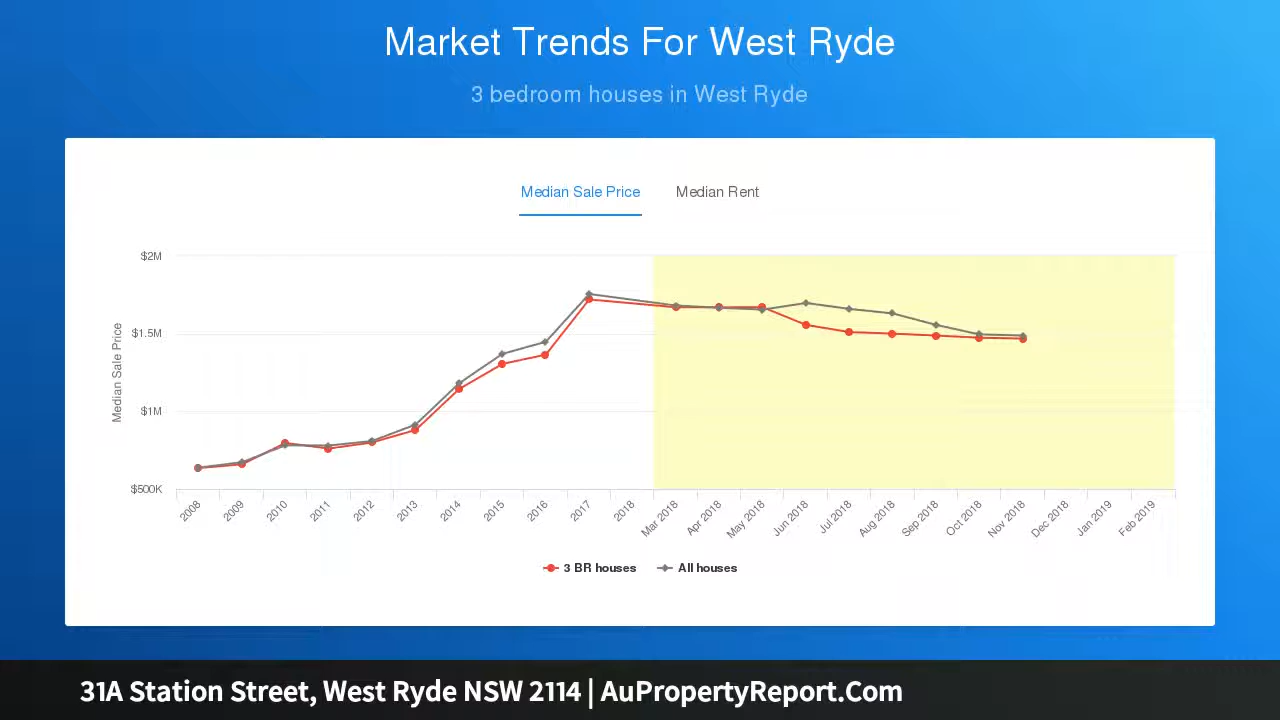 Market Trends For West Ryde
3 bedroom houses in West Ryde
Median Sale Price Median Rent
$2M
$1.5M
$1M
$500K
Median Sale Price
2008 2009 2010 2011 2012 2013 2014 2015 2016 2017 2018 Mar 2018 Apr 2018 May 2018 Jun 2018 Jul 2018 Aug 2018 Sep 2018 Oct 2018 Nov 2018 Dec 2018 Jan 2019 Feb 2019
3 BR houses All houses
31A Station Street, West Ryde NSW 2114 | AuPropertyReport.Com